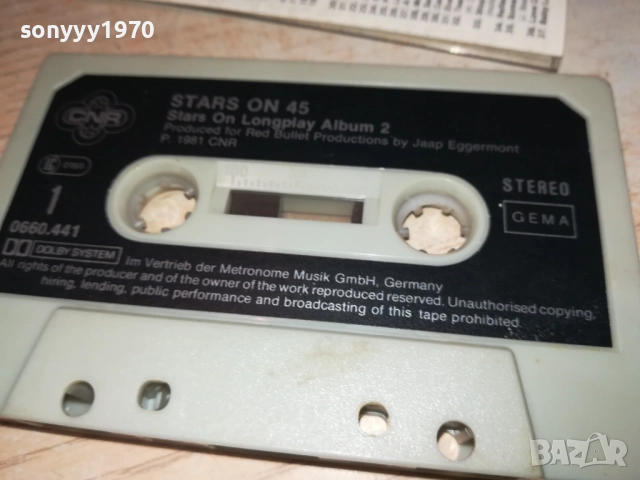 sonyyy1970
CNR
STARS ON 45
Stars On Longplay Album 2
Produced for Red Bullet Productions by Jaap Eggermont
P. 1981 CNR
1
STEREO
GEMA
0660.441
DOLBY SYSTEM
Im Vertrieb der Metronome Musik GmbH, Germany
All rights of the producer and of the owner of the work reproduced reserved. Unauthorised copying,
hiring, lending, public performance and broadcasting of this tape prohibited.
BAZAR